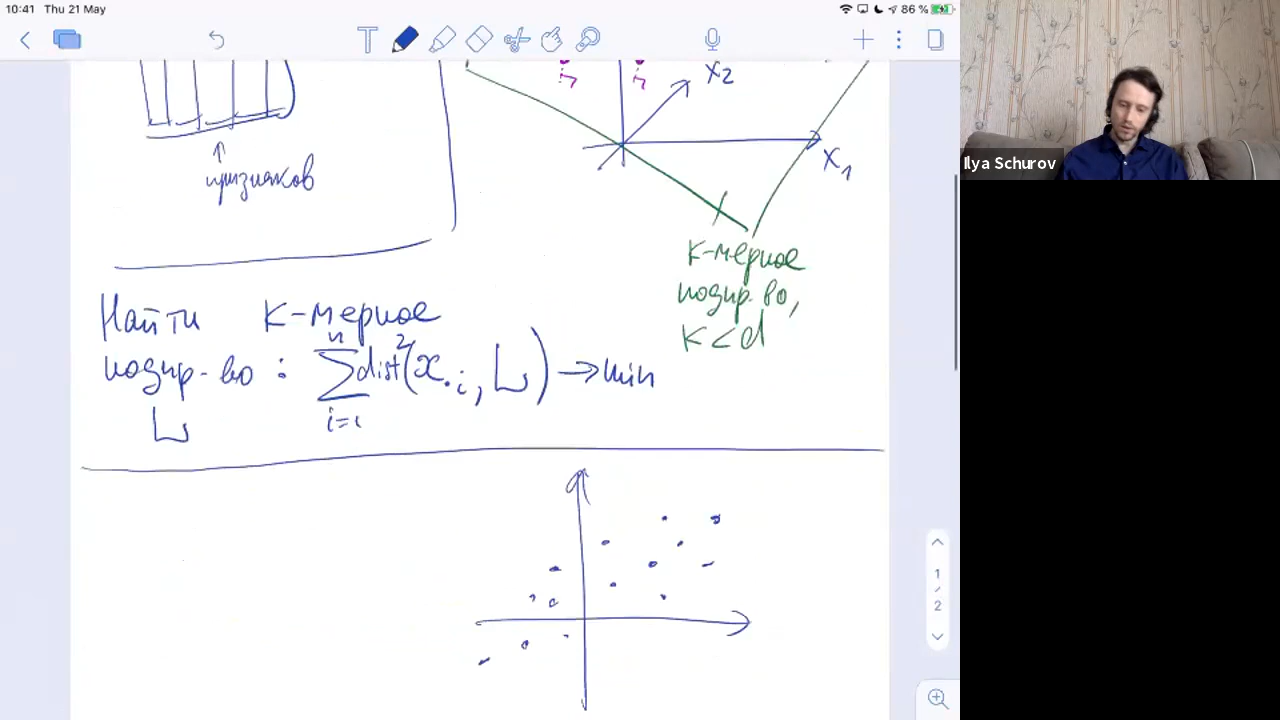 10:41 Thu 21 May
86 %
T
Ilya Schurov
x₂
x₁
признаков
к-мерное
подпр-во,
k < d
Найти к-мерное
подпр-во : ∑ dist²(x.ᵢ, L) → min
n
i=1
L
1
/
2